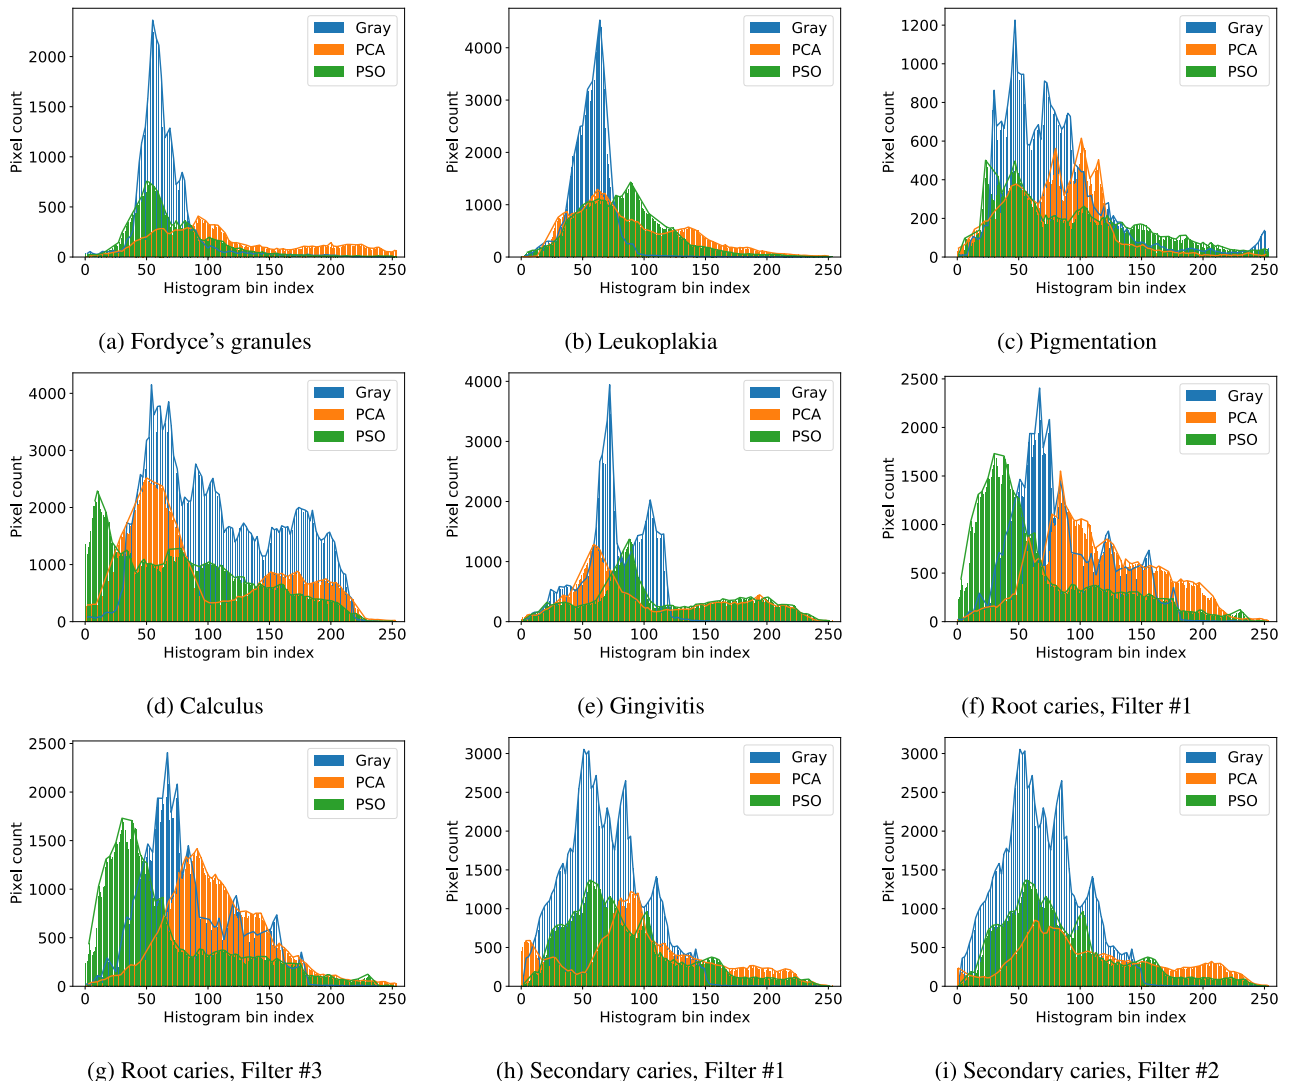 2000
1500
1000
500
0
Pixel count
0 50 100 150 200 250
Histogram bin index
Gray
PCA
PSO
(a) Fordyce's granules
4000
3000
2000
1000
0
Pixel count
0 50 100 150 200 250
Histogram bin index
Gray
PCA
PSO
(b) Leukoplakia
1200
1000
800
600
400
200
0
Pixel count
0 50 100 150 200 250
Histogram bin index
Gray
PCA
PSO
(c) Pigmentation
4000
3000
2000
1000
0
Pixel count
0 50 100 150 200 250
Histogram bin index
Gray
PCA
PSO
(d) Calculus
4000
3000
2000
1000
0
Pixel count
0 50 100 150 200 250
Histogram bin index
Gray
PCA
PSO
(e) Gingivitis
2500
2000
1500
1000
500
0
Pixel count
0 50 100 150 200 250
Histogram bin index
Gray
PCA
PSO
(f) Root caries, Filter #1
2500
2000
1500
1000
500
0
Pixel count
0 50 100 150 200 250
Histogram bin index
Gray
PCA
PSO
(g) Root caries, Filter #3
3000
2500
2000
1500
1000
500
0
Pixel count
0 50 100 150 200 250
Histogram bin index
Gray
PCA
PSO
(h) Secondary caries, Filter #1
3000
2500
2000
1500
1000
500
0
Pixel count
0 50 100 150 200 250
Histogram bin index
Gray
PCA
PSO
(i) Secondary caries, Filter #2